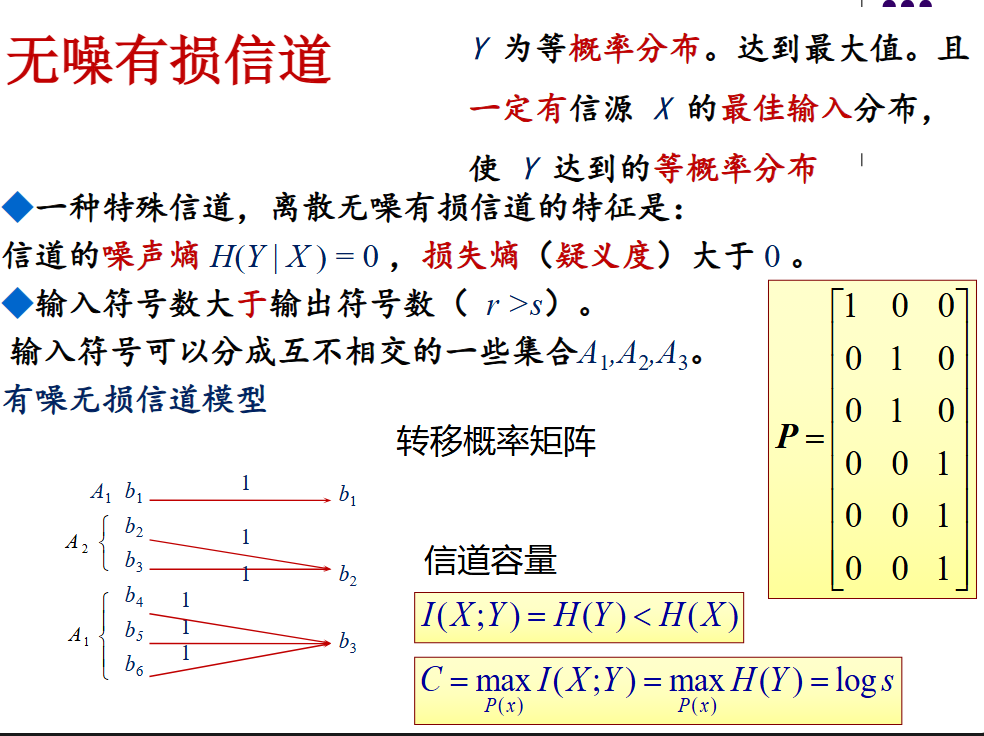 无噪有损信道
Y 为等概率分布。达到最大值。且
一定有信源 X 的最佳输入分布，
使 Y 达到的等概率分布
◆一种特殊信道，离散无噪有损信道的特征是：
信道的噪声熵 H(Y | X ) = 0 ，损失熵（疑义度）大于 0 。
◆输入符号数大于输出符号数（ r >s）。
输入符号可以分成互不相交的一些集合A₁,A₂,A₃。
有噪无损信道模型
转移概率矩阵
P =
1 0 0
0 1 0
0 1 0
0 0 1
0 0 1
0 0 1
A₁ b₁ 1 b₁
A₂ { b₂ 1
b₃ 1 b₂
A₁ { b₄ 1
b₅ 1 b₃
b₆ 1
信道容量
I(X;Y) = H(Y) < H(X)
C = max I(X;Y) = max H(Y) = log s
P(x) P(x)